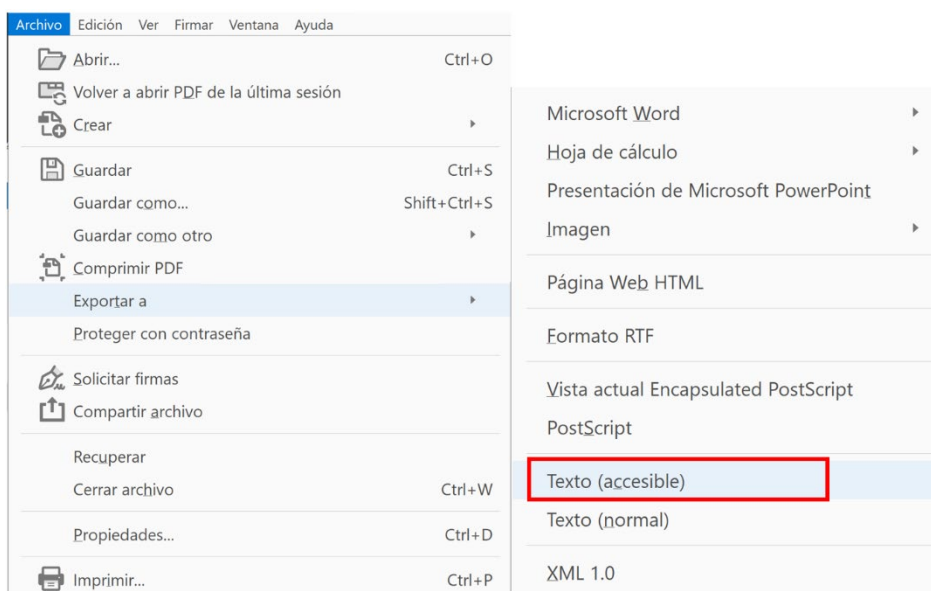 Archivo Edición Ver Firmar Ventana Ayuda
Abrir... Ctrl+O
Volver a abrir PDF de la última sesión
Crear
Guardar Ctrl+S
Guardar como... Shift+Ctrl+S
Guardar como otro
Comprimir PDF
Exportar a
Proteger con contraseña
Solicitar firmas
Compartir archivo
Recuperar
Cerrar archivo Ctrl+W
Propiedades... Ctrl+D
Imprimir... Ctrl+P
Microsoft Word
Hoja de cálculo
Presentación de Microsoft PowerPoint
Imagen
Página Web HTML
Formato RTF
Vista actual Encapsulated PostScript
PostScript
Texto (accesible)
Texto (normal)
XML 1.0